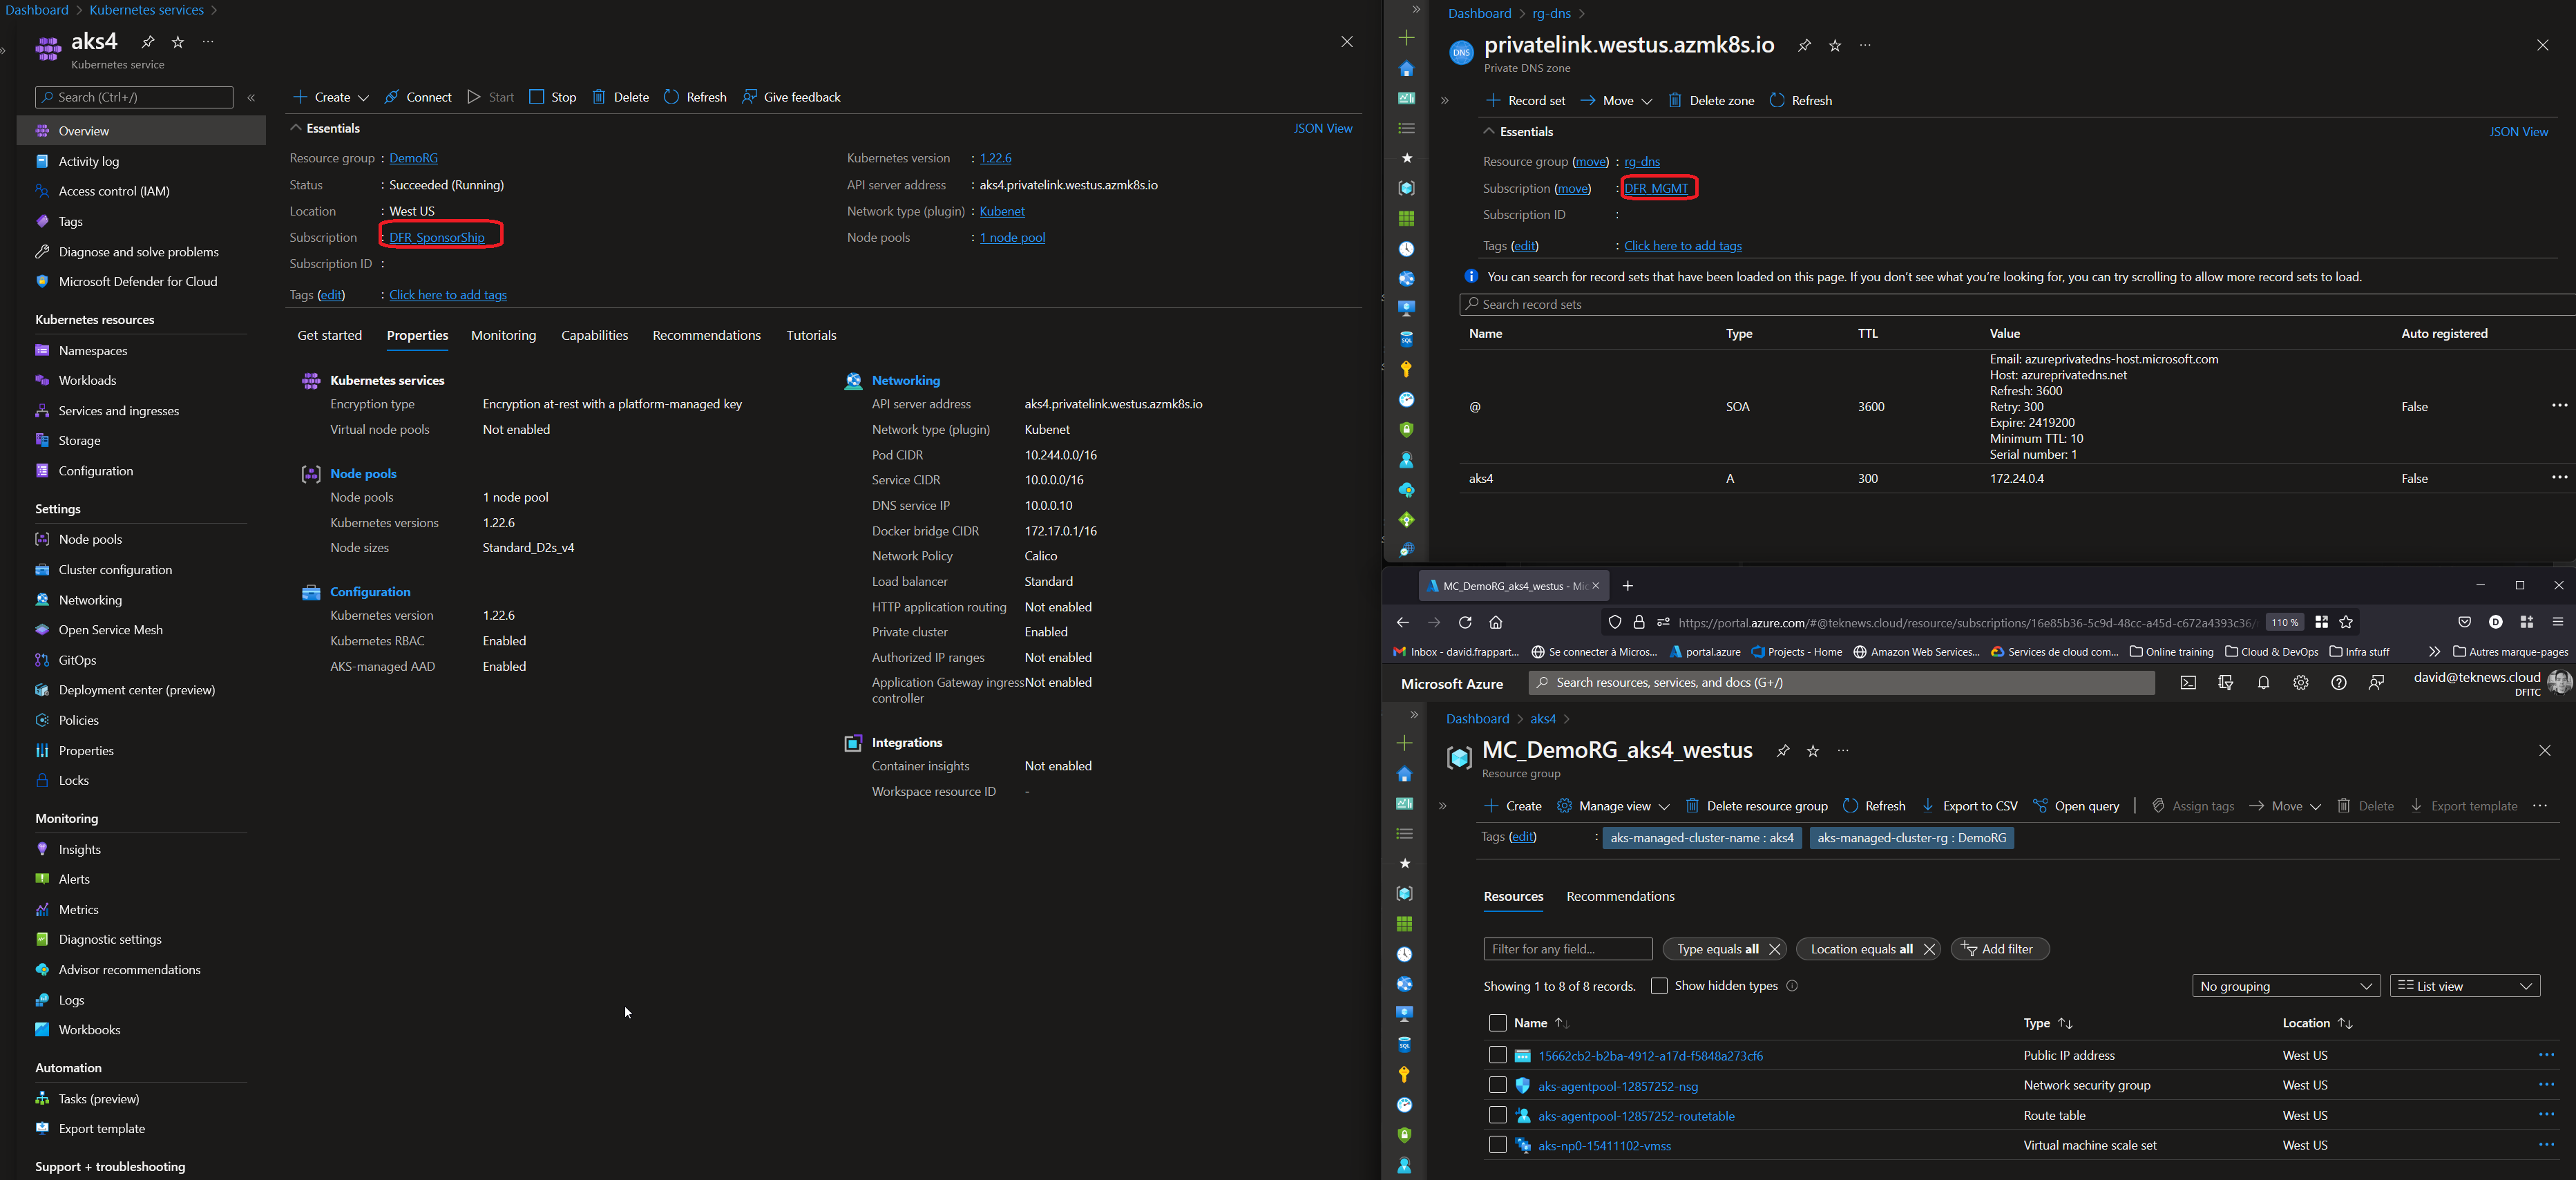 Dashboard > Kubernetes services >
aks4
Kubernetes service
Search (Ctrl+/)
Overview
Activity log
Access control (IAM)
Tags
Diagnose and solve problems
Microsoft Defender for Cloud
Kubernetes resources
Namespaces
Workloads
Services and ingresses
Storage
Configuration
Settings
Node pools
Cluster configuration
Networking
Open Service Mesh
GitOps
Deployment center (preview)
Policies
Properties
Locks
Monitoring
Insights
Alerts
Metrics
Diagnostic settings
Advisor recommendations
Logs
Workbooks
Automation
Tasks (preview)
Export template
Support + troubleshooting
Create Connect Start Stop Delete Refresh Give feedback
Essentials JSON View
Resource group : DemoRG
Status : Succeeded (Running)
Location : West US
Subscription : DFR_SponsorShip
Subscription ID :
Tags (edit) : Click here to add tags
Kubernetes version : 1.22.6
API server address : aks4.privatelink.westus.azmk8s.io
Network type (plugin) : Kubenet
Node pools : 1 node pool
Get started Properties Monitoring Capabilities Recommendations Tutorials
Kubernetes services
Encryption type Encryption at-rest with a platform-managed key
Virtual node pools Not enabled
Node pools
Node pools 1 node pool
Kubernetes versions 1.22.6
Node sizes Standard_D2s_v4
Configuration
Kubernetes version 1.22.6
Kubernetes RBAC Enabled
AKS-managed AAD Enabled
Networking
API server address aks4.privatelink.westus.azmk8s.io
Network type (plugin) Kubenet
Pod CIDR 10.244.0.0/16
Service CIDR 10.0.0.0/16
DNS service IP 10.0.0.10
Docker bridge CIDR 172.17.0.1/16
Network Policy Calico
Load balancer Standard
HTTP application routing Not enabled
Private cluster Enabled
Authorized IP ranges Not enabled
Application Gateway ingress Not enabled
controller
Integrations
Container insights Not enabled
Workspace resource ID -
Dashboard > rg-dns >
DNS
privatelink.westus.azmk8s.io
Private DNS zone
Record set Move Delete zone Refresh
Essentials JSON View
Resource group (move) : rg-dns
Subscription (move) : DFR_MGMT
Subscription ID :
Tags (edit) : Click here to add tags
You can search for record sets that have been loaded on this page. If you don't see what you're looking for, you can try scrolling to allow more record sets to load.
Search record sets
Name Type TTL Value Auto registered
Email: azureprivatedns-host.microsoft.com
Host: azureprivatedns.net
Refresh: 3600
@ SOA 3600 Retry: 300 False
Expire: 2419200
Minimum TTL: 10
Serial number: 1
aks4 A 300 172.24.0.4 False
MC_DemoRG_aks4_westus - Mic
https://portal.azure.com/#@teknews.cloud/resource/subscriptions/16e85b36-5c9d-48cc-a45d-c672a4393c36/ 110 %
Inbox - david.frappart... Se connecter à Micros... portal.azure Projects - Home Amazon Web Services... Services de cloud com... Online training Cloud & DevOps Infra stuff Autres marque-pages
Microsoft Azure Search resources, services, and docs (G+/) david@teknews.cloud
DFITC
Dashboard > aks4 >
MC_DemoRG_aks4_westus
Resource group
Create Manage view Delete resource group Refresh Export to CSV Open query Assign tags Move Delete Export template
Tags (edit) : aks-managed-cluster-name : aks4 aks-managed-cluster-rg : DemoRG
Resources Recommendations
Filter for any field... Type equals all Location equals all Add filter
Showing 1 to 8 of 8 records. Show hidden types No grouping List view
Name Type Location
15662cb2-b2ba-4912-a17d-f5848a273cf6 Public IP address West US
aks-agentpool-12857252-nsg Network security group West US
aks-agentpool-12857252-routetable Route table West US
aks-np0-15411102-vmss Virtual machine scale set West US